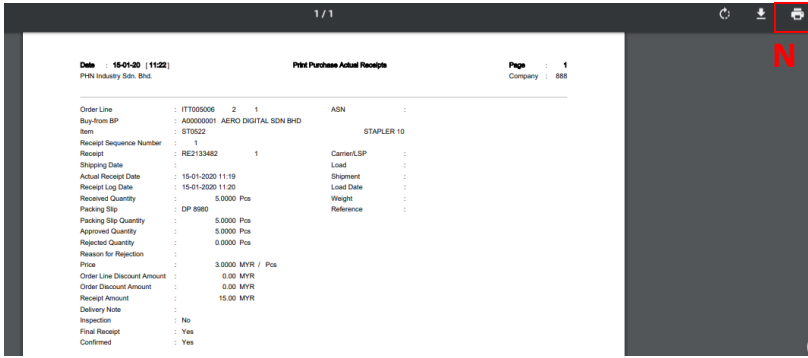 1 / 1
N
Date : 15-01-20 [11:22] Print Purchase Actual Receipts Page : 1
PHN Industry Sdn. Bhd. Company : 888
Order Line : ITT005006 2 1 ASN :
Buy-from BP : A00000001 AERO DIGITAL SDN BHD
Item : ST0522 STAPLER 10
Receipt Sequence Number : 1
Receipt : RE2133482 1 Carrier/LSP :
Shipping Date : Load :
Actual Receipt Date : 15-01-2020 11:19 Shipment :
Receipt Log Date : 15-01-2020 11:20 Load Date :
Received Quantity : 5.0000 Pcs Weight :
Packing Slip : DP 8980 Reference :
Packing Slip Quantity : 5.0000 Pcs
Approved Quantity : 5.0000 Pcs
Rejected Quantity : 0.0000 Pcs
Reason for Rejection :
Price : 3.0000 MYR / Pcs
Order Line Discount Amount : 0.00 MYR
Order Discount Amount : 0.00 MYR
Receipt Amount : 15.00 MYR
Delivery Note :
Inspection : No
Final Receipt : Yes
Confirmed : Yes